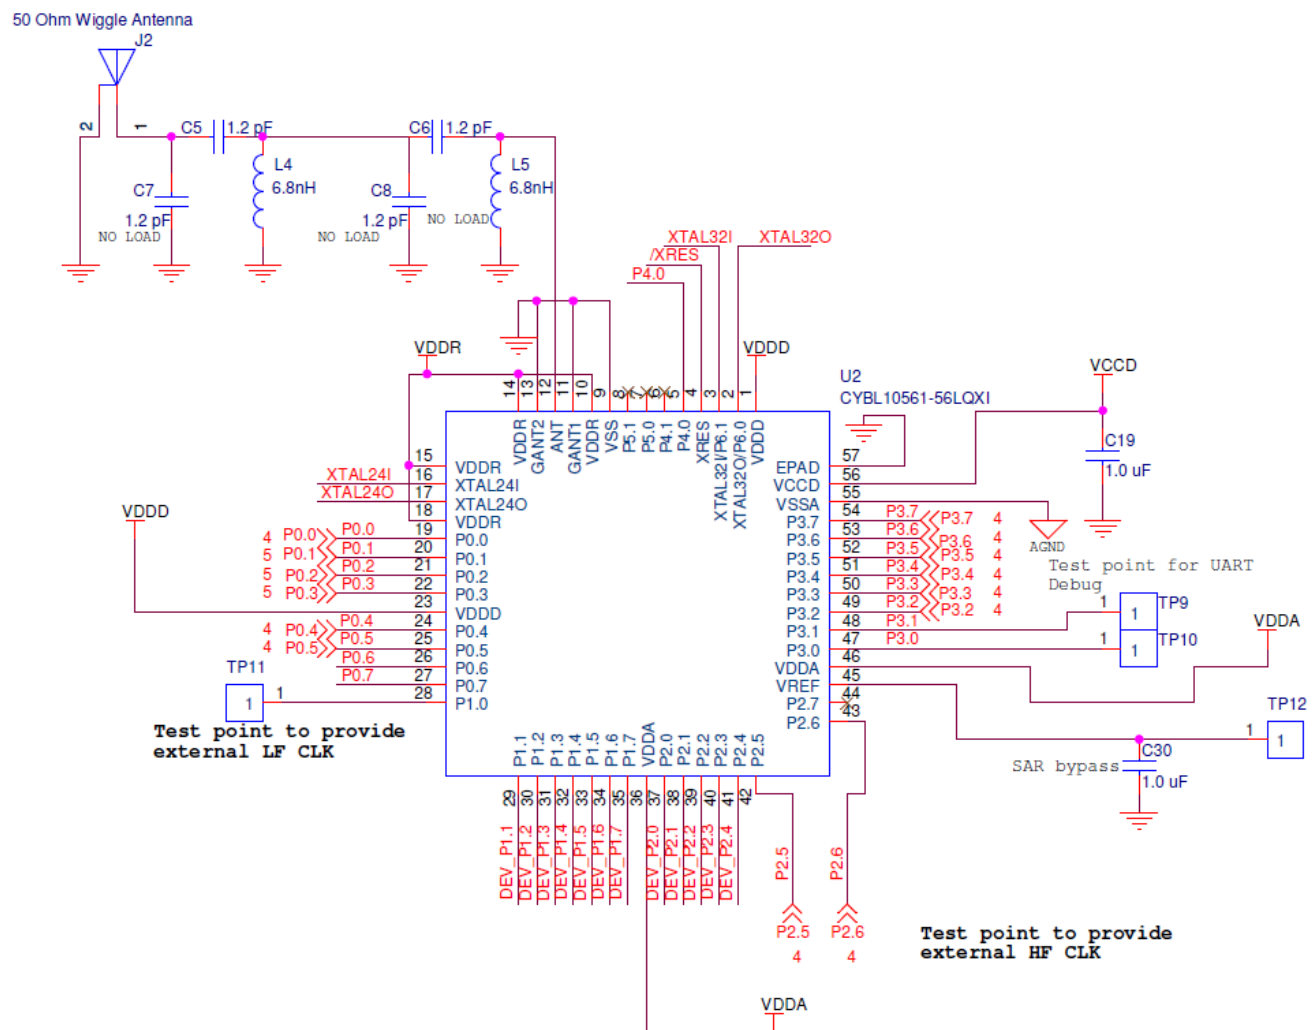 50 Ohm Wiggle Antenna
J2
2
1
C5
1.2 pF
C6
1.2 pF
L4
6.8nH
L5
6.8nH
C7
1.2 pF
NO LOAD
C8
1.2 pF
NO LOAD
NO LOAD
XTAL32I
XTAL32O
/XRES
P4.0
VDDR
VDDD
VCCD
U2
CYBL10561-56LQXI
C19
1.0 uF
14
13
12
11
10
9
8
7
6
5
4
3
2
1
VDDR
GANT2
ANT
GANT1
VDDR
VSS
P5.1
P5.0
P4.1
P4.0
XRES
XTAL32I/P6.1
XTAL32O/P6.0
VDDD
15 VDDR
XTAL24I 16 XTAL24I
XTAL24O 17 XTAL24O
18 VDDR
VDDD
4 P0.0 P0.0 19 P0.0
5 P0.1 P0.1 20 P0.1
5 P0.2 P0.2 21 P0.2
5 P0.3 P0.3 22 P0.3
23 VDDD
4 P0.4 P0.4 24 P0.4
4 P0.5 P0.5 25 P0.5
P0.6 26 P0.6
P0.7 27 P0.7
TP11
1
1
28 P1.0
Test point to provide
external LF CLK
EPAD 57
VCCD 56
VSSA 55
AGND
P3.7 54 P3.7 P3.7 4
P3.6 53 P3.6 P3.6 4
P3.5 52 P3.5 P3.5 4
P3.4 51 P3.4 P3.4 4
P3.3 50 P3.3 P3.3 4
P3.2 49 P3.2 P3.2 4
P3.1 48 P3.1
P3.0 47 P3.0
VDDA 46
VREF 45
P2.7 44
P2.6 43
Test point for UART
Debug
1
1
TP9
1
1
TP10
VDDA
TP12
1
1
C30
SAR bypass
1.0 uF
P1.1
P1.2
P1.3
P1.4
P1.5
P1.6
P1.7
VDDA
P2.0
P2.1
P2.2
P2.3
P2.4
P2.5
29
30
31
32
33
34
35
36
37
38
39
40
41
42
DEV_P1.1
DEV_P1.2
DEV_P1.3
DEV_P1.4
DEV_P1.5
DEV_P1.6
DEV_P1.7
DEV_P2.0
DEV_P2.1
DEV_P2.2
DEV_P2.3
DEV_P2.4
P2.5
P2.6
P2.5
4
P2.6
4
Test point to provide
external HF CLK
VDDA